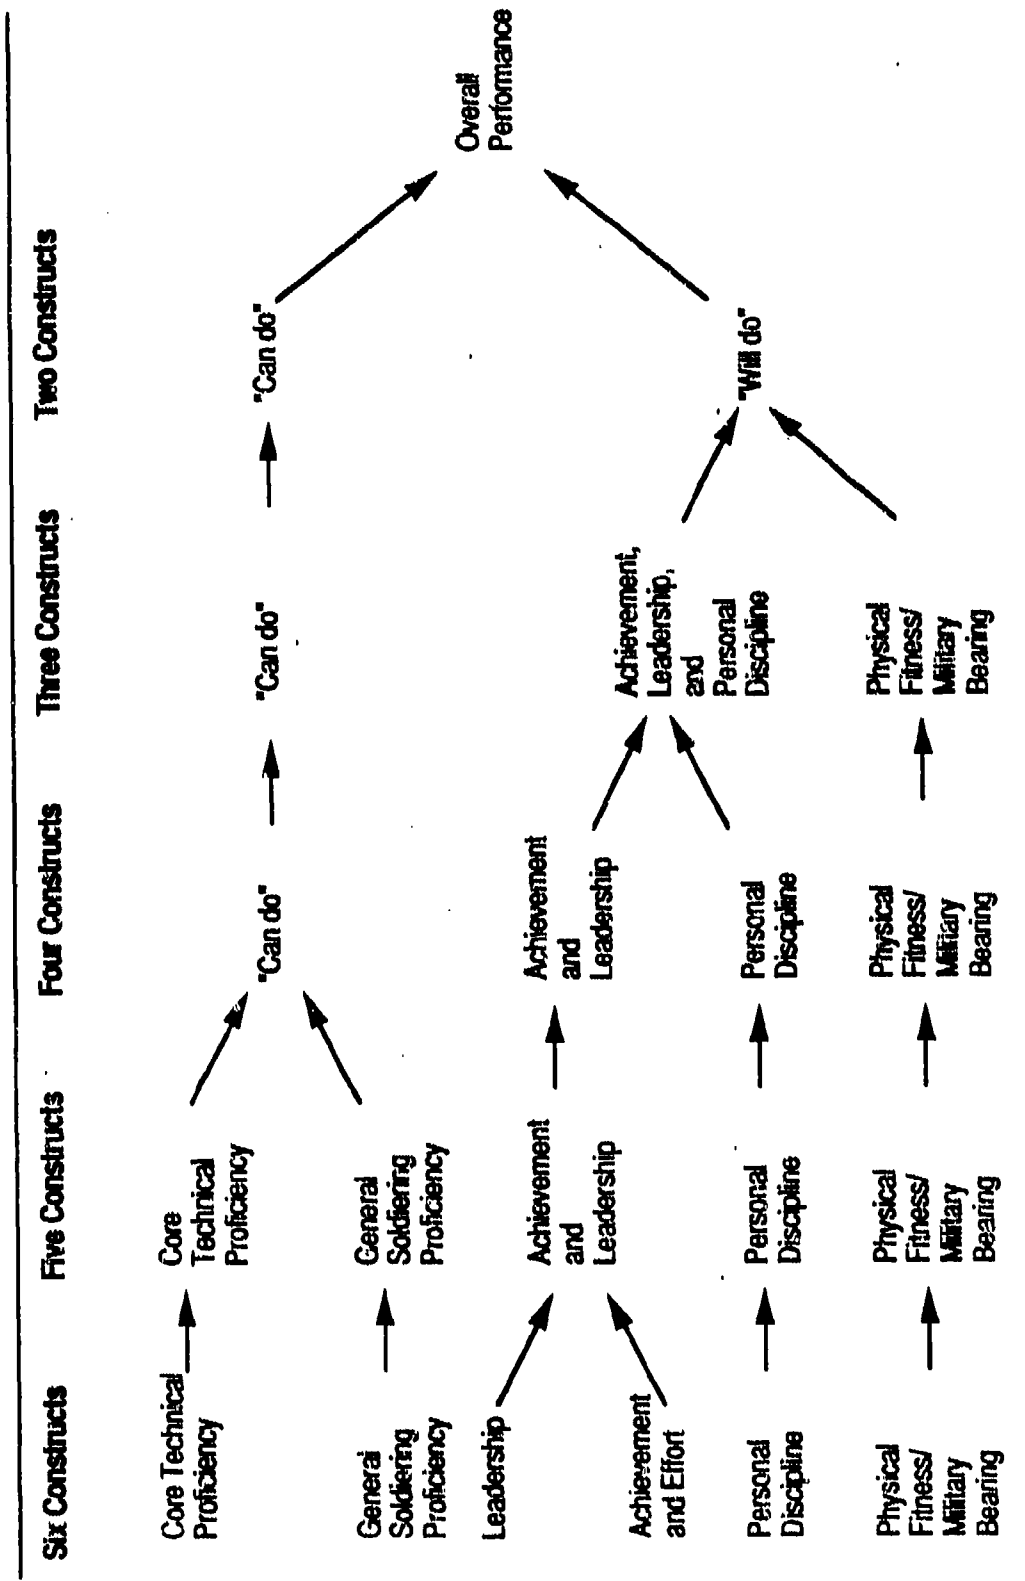 Six Constructs
Five Constructs
Four Constructs
Three Constructs
Two Constructs
Core Technical
Proficiency
General
Soldiering
Proficiency
Leadership
Achievement
and Effort
Personal
Discipline
Physical
Fitness/
Military
Bearing
Core
Technical
Proficiency
General
Soldiering
Proficiency
Achievement
and
Leadership
Personal
Discipline
Physical
Fitness/
Military
Bearing
"Can do"
Achievement
and
Leadership
Personal
Discipline
Physical
Fitness/
Military
Bearing
"Can do"
Achievement,
Leadership,
and
Personal
Discipline
Physical
Fitness/
Military
Bearing
"Can do"
"Will do"
Overall
Performance